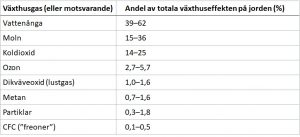 Växthusgas (eller motsvarande) Andel av totala växthuseffekten på jorden (%)
Vattenånga 39–62
Moln 15–36
Koldioxid 14–25
Ozon 2,7–5,7
Dikväveoxid (lustgas) 1,0–1,6
Metan 0,7–1,6
Partiklar 0,3–1,8
CFC ("freoner") 0,1–0,5